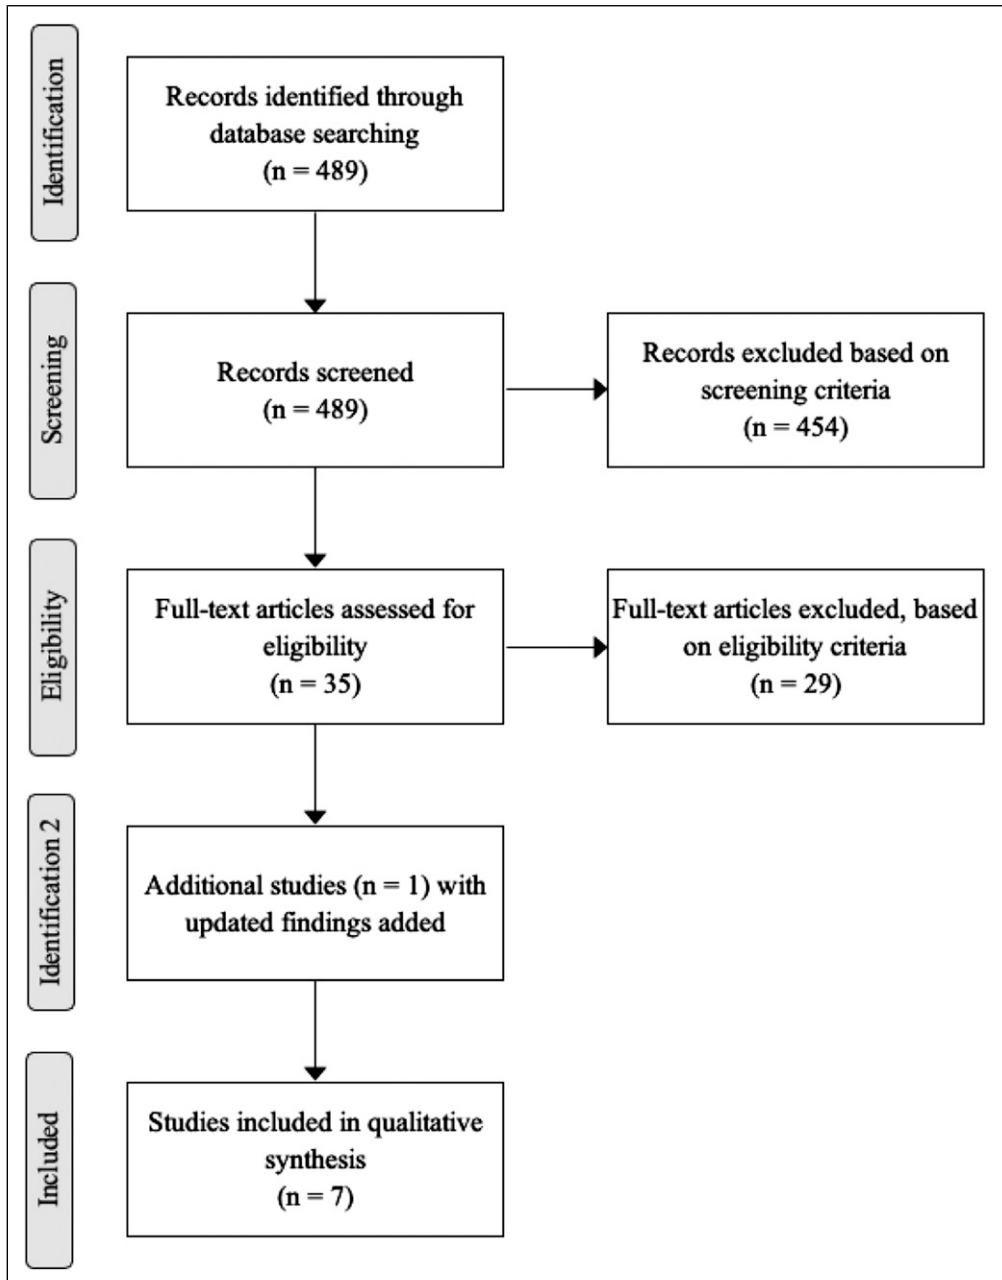 Identification
Records identified through
database searching
(n = 489)
Screening
Records screened
(n = 489)
Records excluded based on
screening criteria
(n = 454)
Eligibility
Full-text articles assessed for
eligibility
(n = 35)
Full-text articles excluded, based
on eligibility criteria
(n = 29)
Identification 2
Additional studies (n = 1) with
updated findings added
Included
Studies included in qualitative
synthesis
(n = 7)